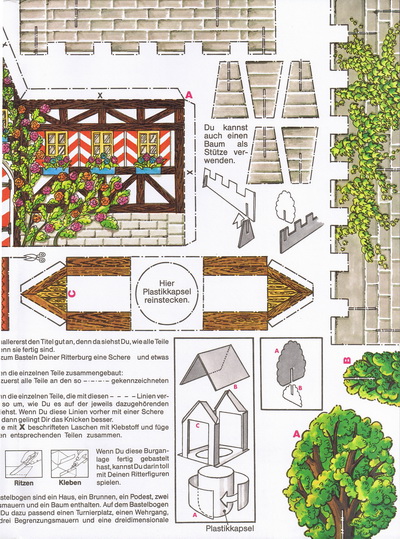 X
A
X
Du kannst
auch einen
Baum als
Stütze ver-
wenden.
C
Hier
Plastikkapsel
reinstecken.
allererst den Titel gut an, denn da siehst Du, wie alle Teile
enn sie fertig sind.
zum Basteln Deiner Ritterburg eine Schere und etwas
en die einzelnen Teile zusammengebaut:
zuerst alle Teile an den so gekennzeichneten
en die einzelnen Teile, die mit diesen Linien ver-
so um, wie Du es auf der jeweils dazugehörenden
iehst. Wenn Du diese Linien vorher mit einer Schere
dann gelingt Dir das Knicken besser.
e mit X beschrifteten Laschen mit Klebstoff und füge
en entsprechenden Teilen zusammen.
Wenn Du diese Burgan-
lage fertig gebastelt
hast, kannst Du darin toll
mit Deinen Ritterfiguren
spielen.
Ritzen
Kleben
astelbogen sind ein Haus, ein Brunnen, ein Podest, zwei
smauern und ein Baum enthalten. Auf dem Bastelbogen
Du dazu passend einen Turnierplatz, einen Wehrgang,
drei Begrenzungsmauern und eine dreidimensionale
B
C
B
A
Plastikkapsel
A
B
B
A